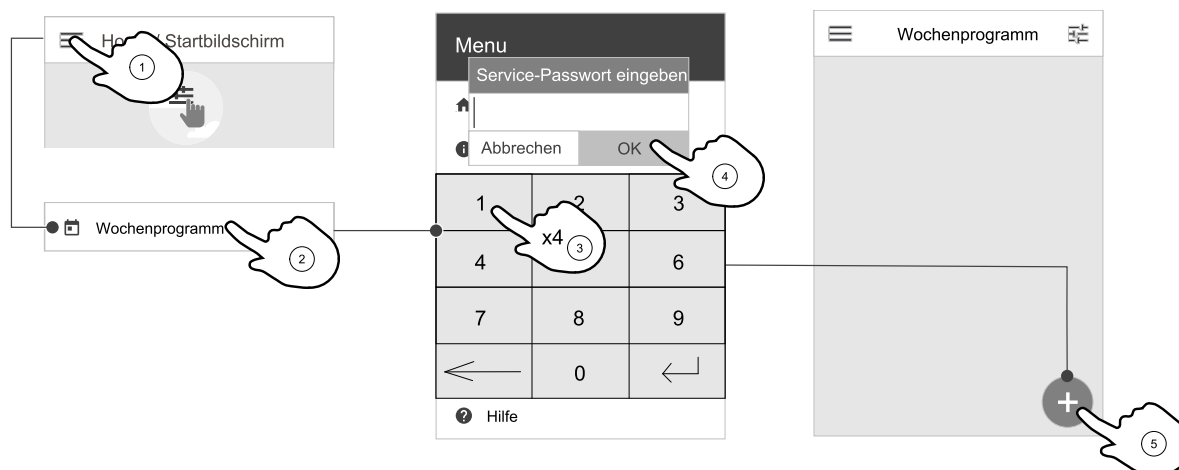 Startbildschirm
1
Wochenprogramm
2
Menu
Service-Passwort eingeben
Abbrechen
OK
4
1
2
3
x4
3
4
6
7
8
9
0
Hilfe
Wochenprogramm
+
5